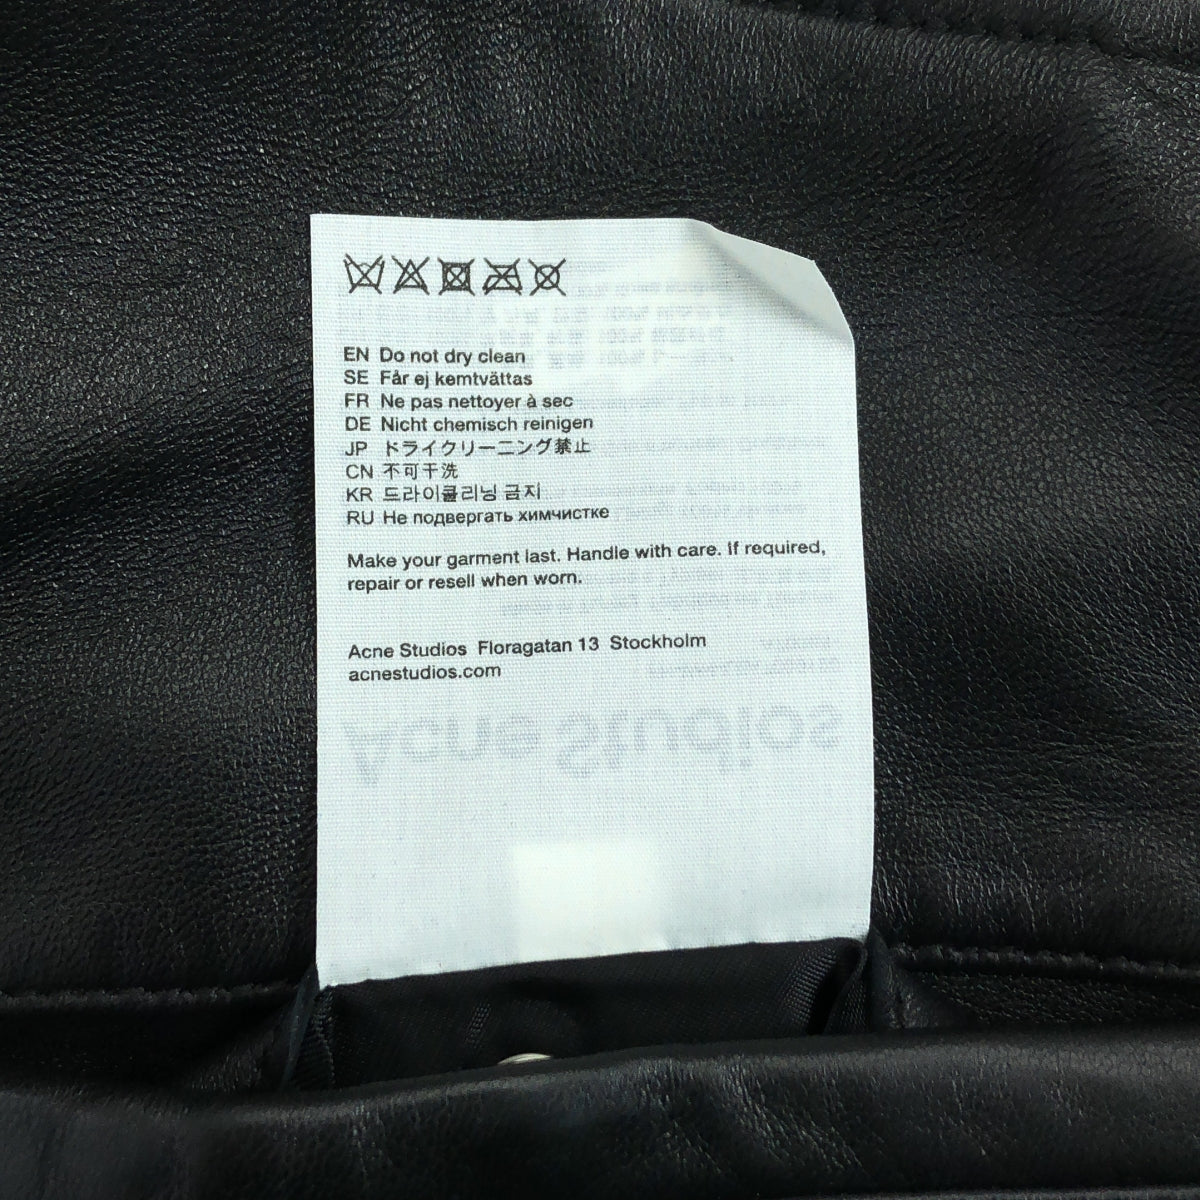 EN Do not dry clean
SE Får ej kemtvättas
FR Ne pas nettoyer à sec
DE Nicht chemisch reinigen
JP ドライクリーニング禁止
CN 不可干洗
KR 드라이클리닝 금지
RU Не подвергать химчистке
Make your garment last. Handle with care. If required,
repair or resell when worn.
Acne Studios Floragatan 13 Stockholm
acnestudios.com
Acne Studios